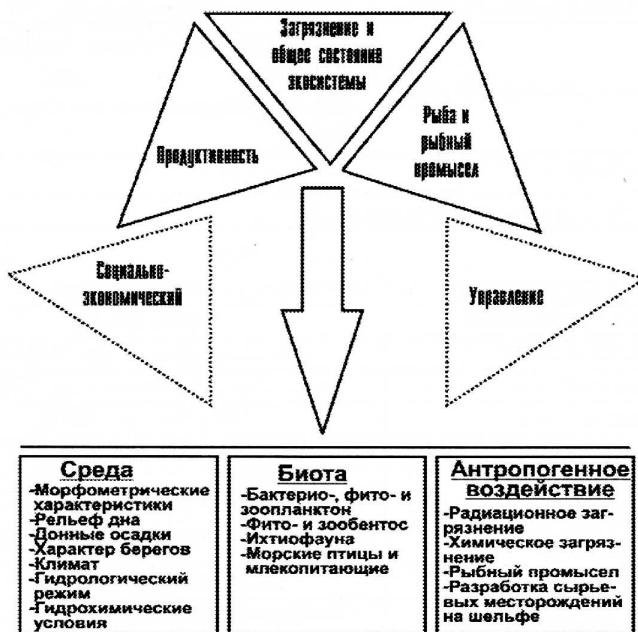 Загрязнение и
общее состояние
экосистемы
Продуктивность
Рыба и
рыбный
промысел
Социально-
экономический
Управление
Среда
-Морфометрические
характеристики
-Рельеф дна
-Донные осадки
-Характер берегов
-Климат
-Гидрологический
режим
-Гидрохимические
условия
Биота
-Бактерио-, фито- и
зоопланктон
-Фито- и зообентос
-Ихтиофауна
-Морские птицы и
млекопитающие
Антропогенное
воздействие
-Радиационное заг-
рязнение
-Химическое загряз-
нение
-Рыбный промысел
-Разработка сырье-
вых месторождений
на шельфе